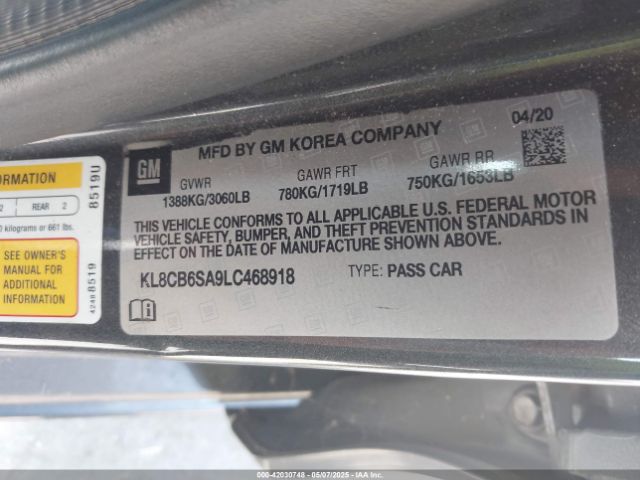 04/20
MFD BY GM KOREA COMPANY
GM
GVWR GAWR FRT GAWR RR
1388KG/3060LB 780KG/1719LB 750KG/1653LB
THIS VEHICLE CONFORMS TO ALL APPLICABLE U.S. FEDERAL MOTOR
VEHICLE SAFETY, BUMPER, AND THEFT PREVENTION STANDARDS IN
EFFECT ON THE DATE OF MANUFACTURE SHOWN ABOVE.
KL8CB6SA9LC468918 TYPE: PASS CAR
REAR 2
kilograms or 661 lbs.
SEE OWNER'S
MANUAL FOR
ADDITIONAL
INFORMATION
8519U
4248 8519
000-42030748 - 05/07/2025 - IAA Inc.